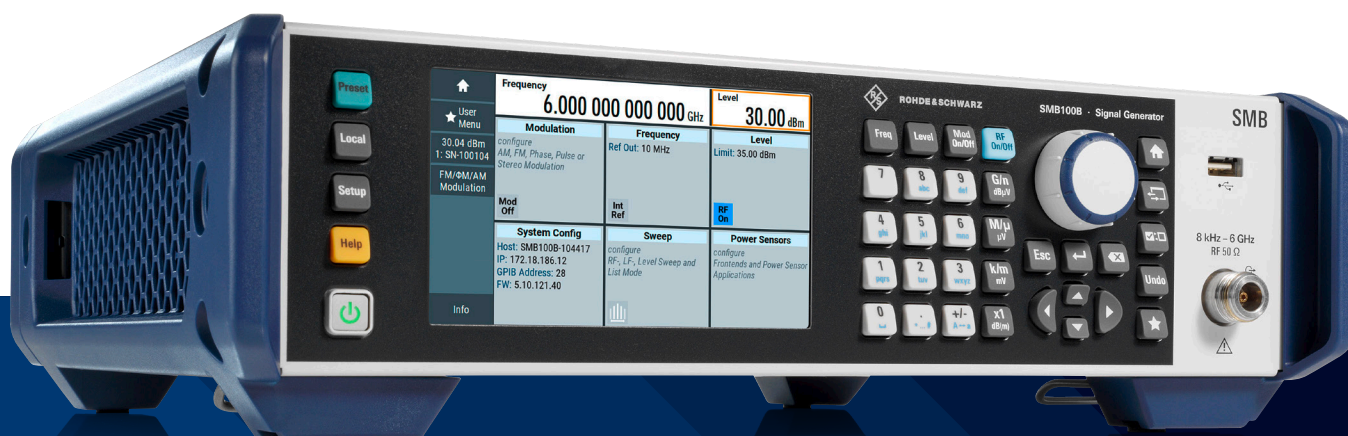 Preset
Local
Setup
Help
User
Menu
30.04 dBm
1: SN-100104
FM/ΦM/AM
Modulation
Info
Frequency
6.000 000 000 000 GHz
Level
30.00 dBm
Modulation
configure
AM, FM, Phase, Pulse or
Stereo Modulation
Mod
Off
Frequency
Ref Out: 10 MHz
Int
Ref
Level
Limit: 35.00 dBm
RF
On
System Config
Host: SMB100B-104417
IP: 172.18.186.12
GPIB Address: 28
FW: 5.10.121.40
Sweep
configure
RF-, LF-, Level Sweep and
List Mode
Power Sensors
configure
Frontends and Power Sensor
Applications
R S
ROHDE&SCHWARZ
SMB100B · Signal Generator
Freq
Level
Mod
On/Off
RF
On/Off
7
8
abc
9
def
G/n
dBµV
4
ghi
5
jkl
6
mno
M/µ
µV
1
pqrs
2
tuv
3
wxyz
k/m
mV
0
.
* ... #
+/-
A↔a
x1
dB(m)
Esc
Undo
SMB
8 kHz – 6 GHz
RF 50 Ω